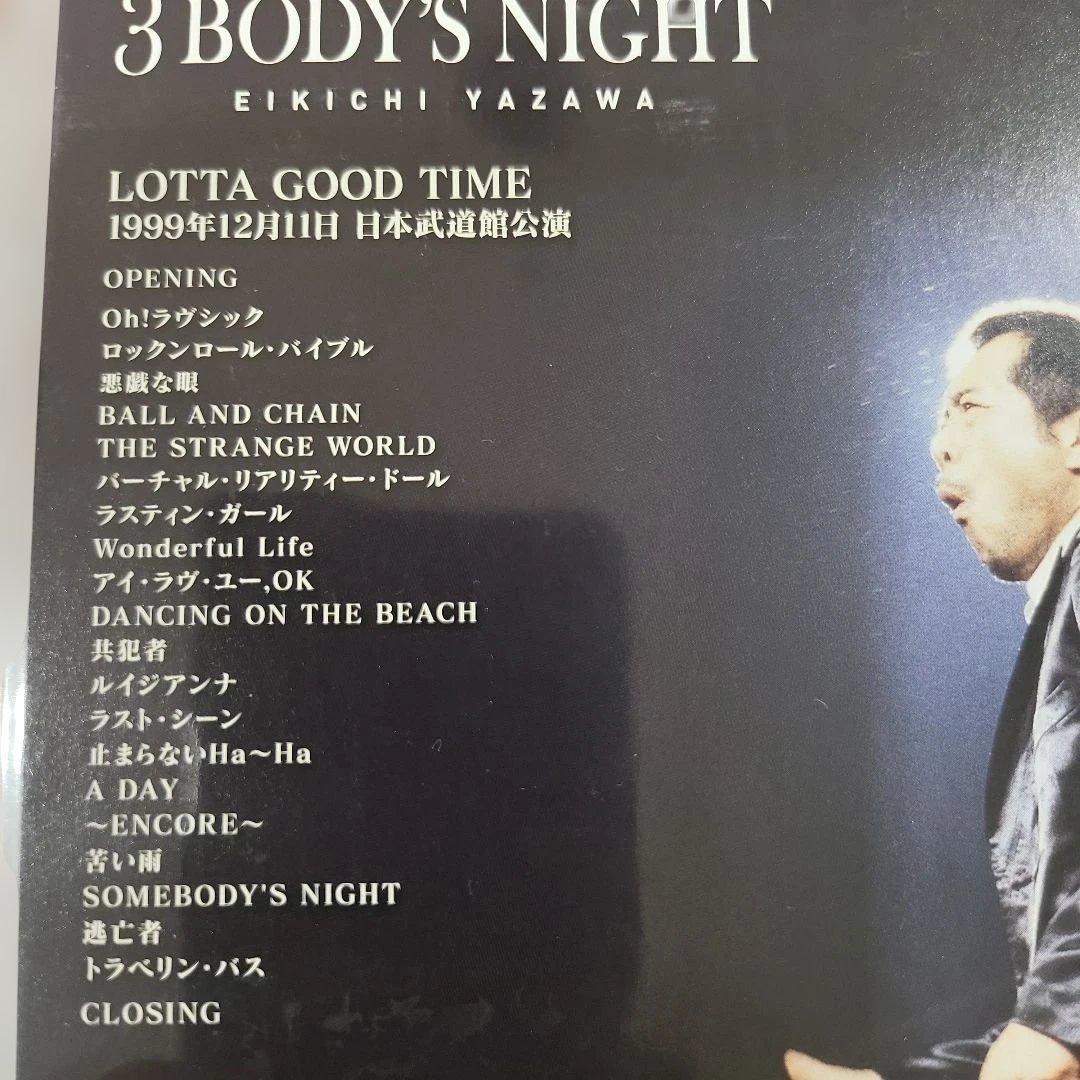 3 BODY'S NIGHT
EIKICHI YAZAWA
LOTTA GOOD TIME
1999年12月11日 日本武道館公演
OPENING
Oh!ラヴシック
ロックンロール・バイブル
悪戯な眼
BALL AND CHAIN
THE STRANGE WORLD
バーチャル・リアリティー・ドール
ラスティン・ガール
Wonderful Life
アイ・ラヴ・ユー,OK
DANCING ON THE BEACH
共犯者
ルイジアンナ
ラスト・シーン
止まらないHa〜Ha
A DAY
〜ENCORE〜
苦い雨
SOMEBODY'S NIGHT
逃亡者
トラベリン・バス
CLOSING